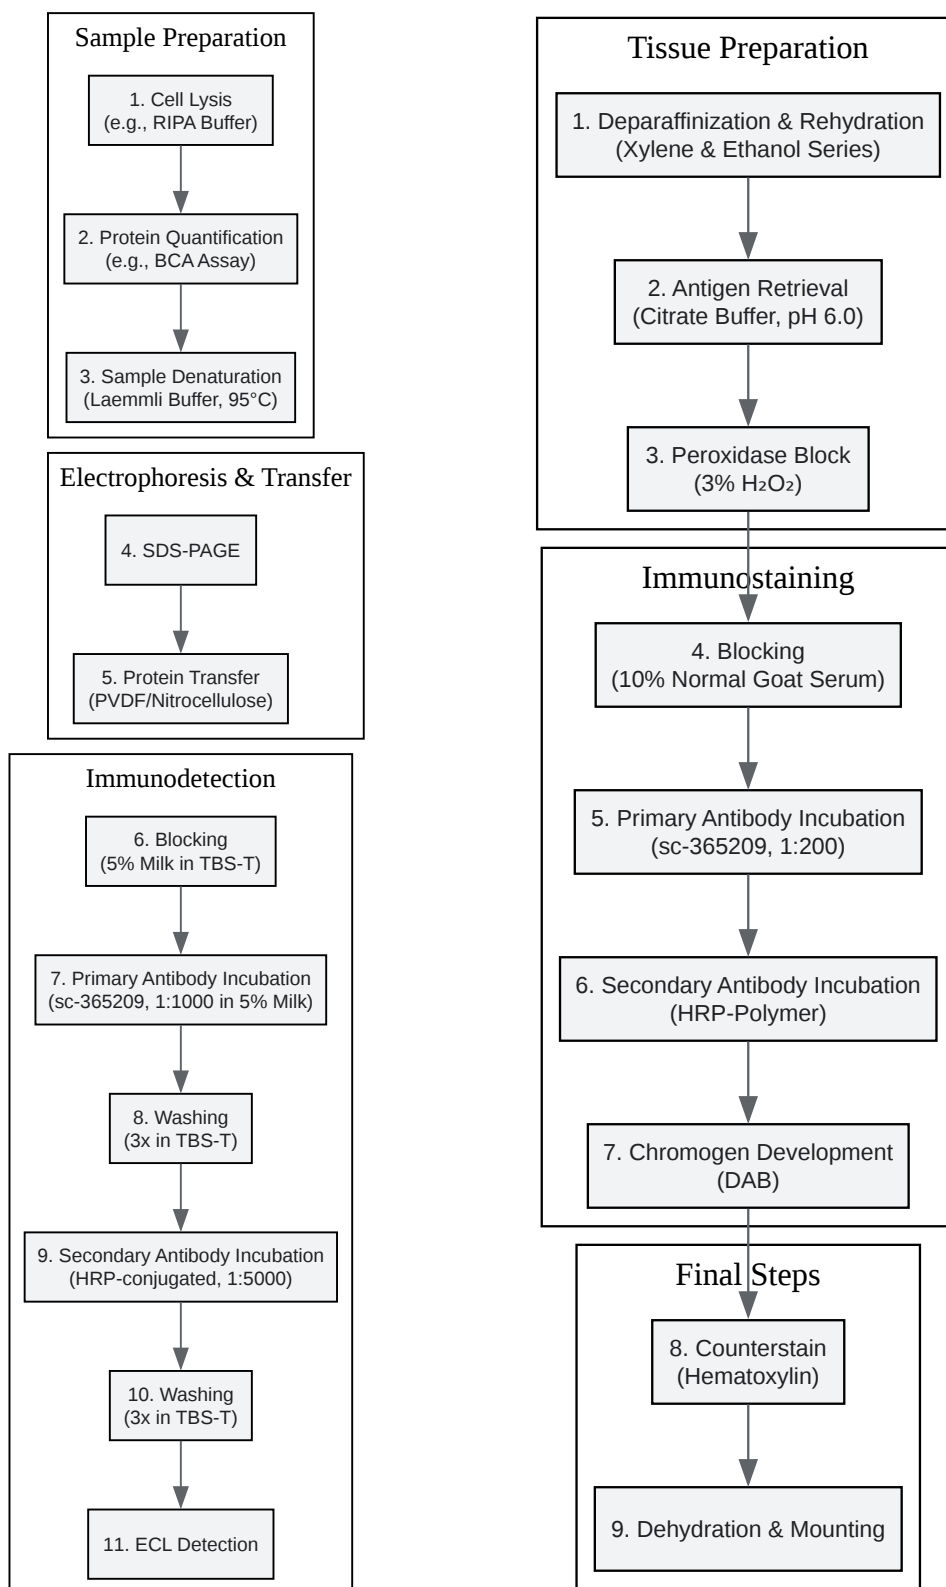 Sample Preparation
1. Cell Lysis
(e.g., RIPA Buffer)
2. Protein Quantification
(e.g., BCA Assay)
3. Sample Denaturation
(Laemmli Buffer, 95°C)
Electrophoresis & Transfer
4. SDS-PAGE
5. Protein Transfer
(PVDF/Nitrocellulose)
Immunodetection
6. Blocking
(5% Milk in TBS-T)
7. Primary Antibody Incubation
(sc-365209, 1:1000 in 5% Milk)
8. Washing
(3x in TBS-T)
9. Secondary Antibody Incubation
(HRP-conjugated, 1:5000)
10. Washing
(3x in TBS-T)
11. ECL Detection
Tissue Preparation
1. Deparaffinization & Rehydration
(Xylene & Ethanol Series)
2. Antigen Retrieval
(Citrate Buffer, pH 6.0)
3. Peroxidase Block
(3% H₂O₂)
Immunostaining
4. Blocking
(10% Normal Goat Serum)
5. Primary Antibody Incubation
(sc-365209, 1:200)
6. Secondary Antibody Incubation
(HRP-Polymer)
7. Chromogen Development
(DAB)
Final Steps
8. Counterstain
(Hematoxylin)
9. Dehydration & Mounting